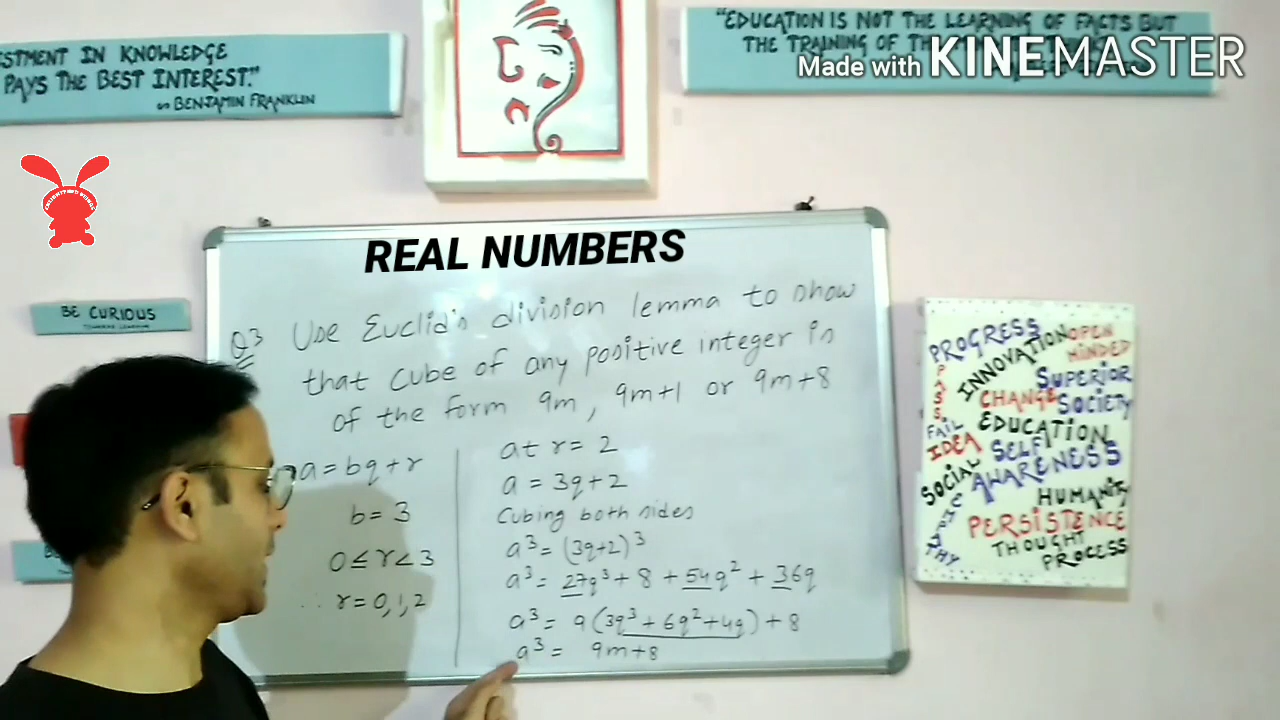 STMENT IN KNOWLEDGE
PAYS THE BEST INTEREST."
BENJAMIN FRANKLIN
"EDUCATION IS NOT THE LEARNING OF FACTS BUT
THE TRAINING OF
Made with KINEMASTER
BE CURIOUS
REAL NUMBERS
Q3 Use Euclid's division lemma to show
that cube of any positive integer is
of the form 9m, 9m+1 or 9m+8
a = bq + r
b = 3
0 ≤ r < 3
∴ r = 0, 1, 2
at r = 2
a = 3q + 2
Cubing both sides
a³ = (3q+2)³
a³ = 27q³ + 8 + 54q² + 36q
a³ = 9(3q³ + 6q² + 4q) + 8
a³ = 9m + 8
PROGRESS
INNOVATION
OPEN
MINDED
PASS
FAIL
SUPERIOR
CHANGE
SOCIETY
EDUCATION
IDEA
SELF
AWARENESS
SOCIAL
HUMANITY
PERSISTENCE
THOUGHT
PROCESS